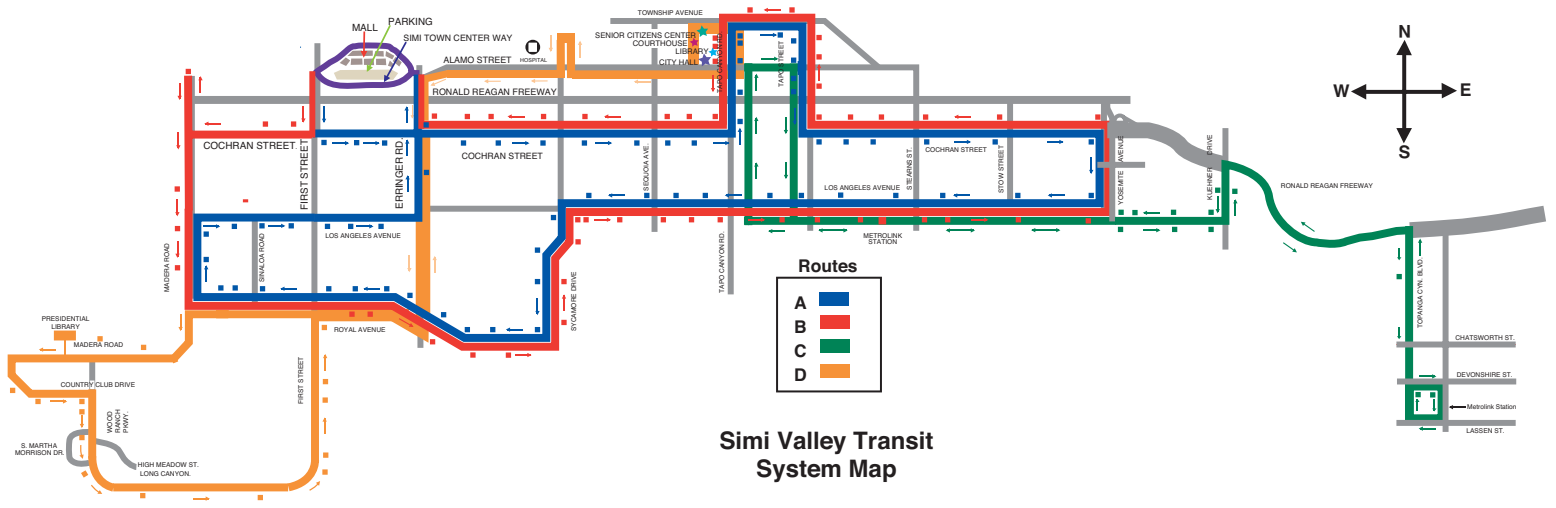 TOWNSHIP AVENUE
PARKING
MALL
SIMI TOWN CENTER WAY
SENIOR CITIZENS CENTER
COURTHOUSE
LIBRARY
CITY HALL
HOSPITAL
ALAMO STREET
TAPO CANYON RD.
TAPO STREET
N
W
E
S
RONALD REAGAN FREEWAY
COCHRAN STREET
FIRST STREET
ERRINGER RD.
COCHRAN STREET
SEQUOIA AVE.
COCHRAN STREET
STEARNS ST.
STOW STREET
YOSEMITE AVENUE
KUEHNER DRIVE
LOS ANGELES AVENUE
RONALD REAGAN FREEWAY
MADERA ROAD
SINALOA ROAD
LOS ANGELES AVENUE
METROLINK
STATION
TAPO CANYON RD.
SYCAMORE DRIVE
TOPANGA CYN. BLVD.
Routes
A
B
C
D
PRESIDENTIAL
LIBRARY
MADERA ROAD
ROYAL AVENUE
CHATSWORTH ST.
COUNTRY CLUB DRIVE
FIRST STREET
DEVONSHIRE ST.
WOOD
RANCH
PKWY.
Metrolink Station
LASSEN ST.
S. MARTHA
MORRISON DR.
HIGH MEADOW ST.
LONG CANYON.
Simi Valley Transit
System Map